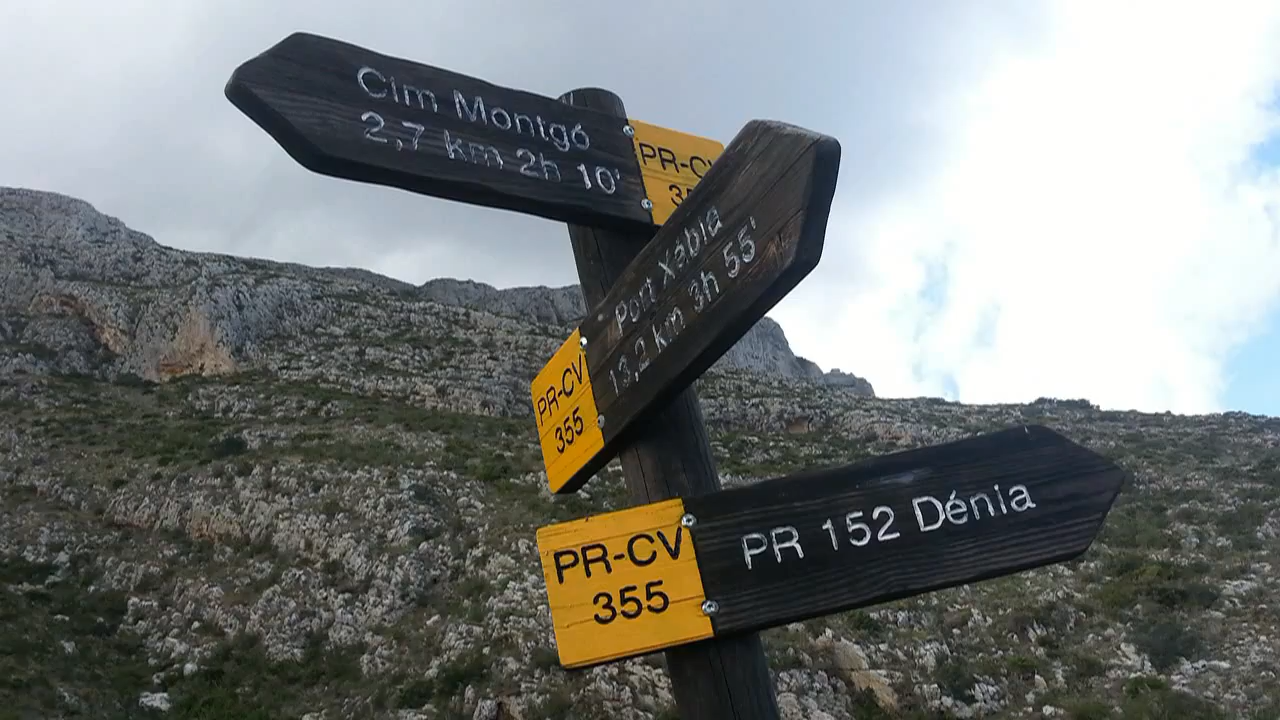 Cim Montgó
2,7 km 2h 10'
PR-CV
35
Port Xàbia
13,2 km 3h 55'
PR-CV
355
PR 152 Dénia
PR-CV
355